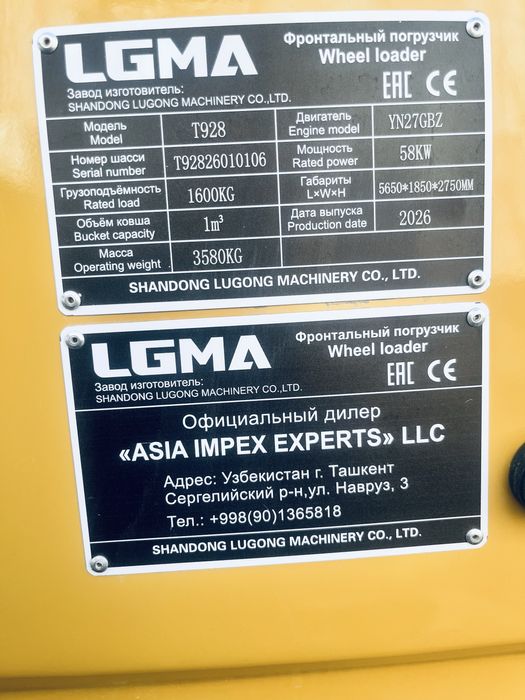 LGMA
Фронтальный погрузчик
Wheel loader
Завод изготовитель:
SHANDONG LUGONG MACHINERY CO.,LTD.
EAC CE
Модель
Model
T928
Двигатель
Engine model
YN27GBZ
Номер шасси
Serial number
T92826010106
Мощность
Rated power
58KW
Грузоподъёмность
Rated load
1600KG
Габариты
L×W×H
5650*1850*2750MM
Объём ковша
Bucket capacity
1m³
Дата выпуска
Production date
2026
Масса
Operating weight
3580KG
SHANDONG LUGONG MACHINERY CO., LTD.
LGMA
Фронтальный погрузчик
Wheel loader
Завод изготовитель:
SHANDONG LUGONG MACHINERY CO.,LTD.
EAC CE
Официальный дилер
«ASIA IMPEX EXPERTS» LLC
Адрес: Узбекистан г. Ташкент
Сергелийский р-н,ул. Навруз, 3
Тел.: +998(90)1365818
SHANDONG LUGONG MACHINERY CO., LTD.